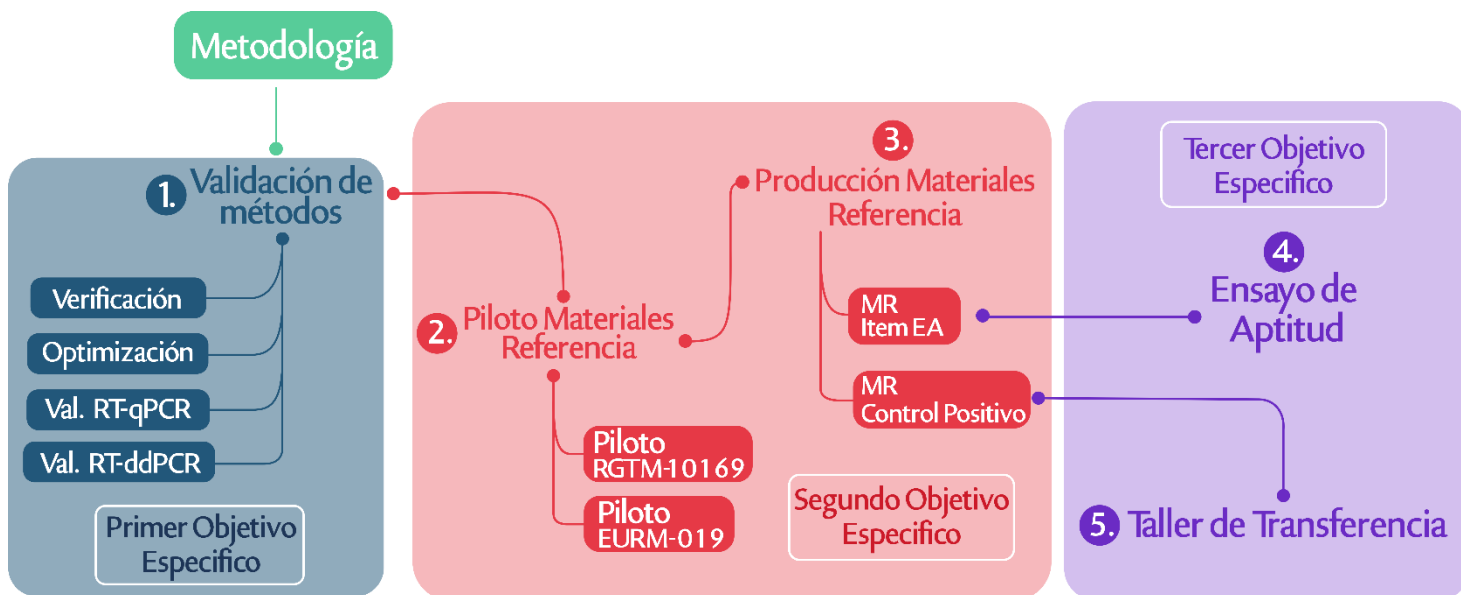 Metodología
1. Validación de
métodos
Verificación
Optimización
Val. RT-qPCR
Val. RT-ddPCR
Primer Objetivo
Especifico
2. Piloto Materiales
Referencia
Piloto
RGTM-10169
Piloto
EURM-019
3.
Producción Materiales
Referencia
MR
Item EA
MR
Control Positivo
Segundo Objetivo
Especifico
Tercer Objetivo
Especifico
4.
Ensayo de
Aptitud
5. Taller de Transferencia